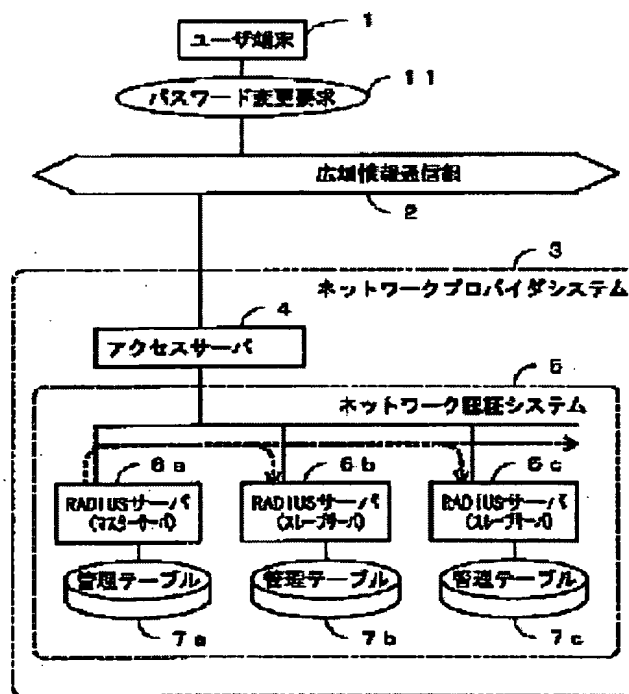 1
ユーザ端末
11
パスワード変更要求
広域情報通信網
2
3
ネットワークプロバイダシステム
4
アクセスサーバ
5
ネットワーク認証システム
6a
6b
6c
RADIUSサーバ
(マスターサーバ)
RADIUSサーバ
(スレーブサーバ)
RADIUSサーバ
(スレーブサーバ)
管理テーブル
管理テーブル
管理テーブル
7a
7b
7c